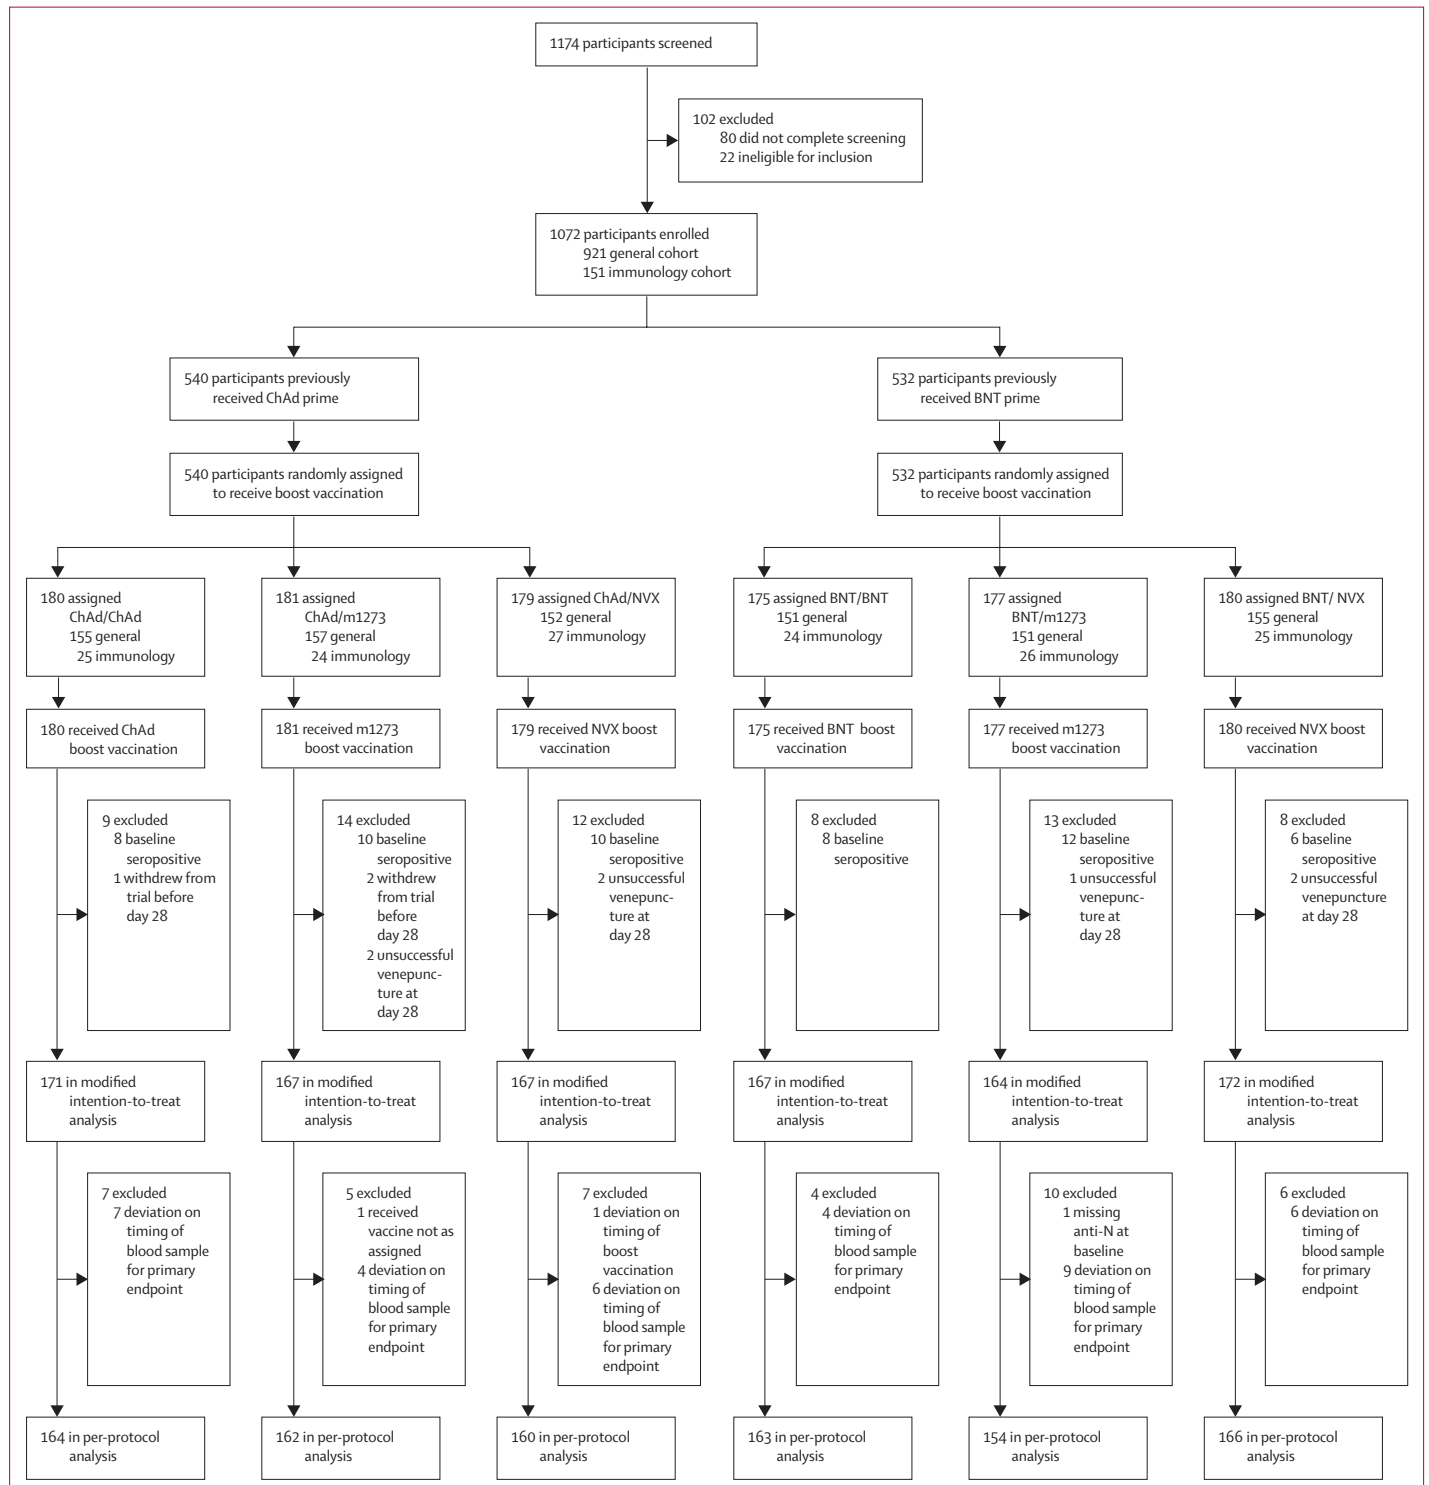 1174 participants screened
102 excluded
80 did not complete screening
22 ineligible for inclusion
1072 participants enrolled
921 general cohort
151 immunology cohort
540 participants previously
received ChAd prime
532 participants previously
received BNT prime
540 participants randomly assigned
to receive boost vaccination
532 participants randomly assigned
to receive boost vaccination
180 assigned
ChAd/ChAd
155 general
25 immunology
181 assigned
ChAd/m1273
157 general
24 immunology
179 assigned ChAd/NVX
152 general
27 immunology
175 assigned BNT/BNT
151 general
24 immunology
177 assigned
BNT/m1273
151 general
26 immunology
180 assigned BNT/ NVX
155 general
25 immunology
180 received ChAd
boost vaccination
181 received m1273
boost vaccination
179 received NVX boost
vaccination
175 received BNT boost
vaccination
177 received m1273
boost vaccination
180 received NVX boost
vaccination
9 excluded
8 baseline
seropositive
1 withdrew from
trial before
day 28
14 excluded
10 baseline
seropositive
2 withdrew
from trial
before
day 28
2 unsuccessful
venepunc-
ture at
day 28
12 excluded
10 baseline
seropositive
2 unsuccessful
venepunc-
ture at
day 28
8 excluded
8 baseline
seropositive
13 excluded
12 baseline
seropositive
1 unsuccessful
venepunc-
ture at
day 28
8 excluded
6 baseline
seropositive
2 unsuccessful
venepuncture
at day 28
171 in modified
intention-to-treat
analysis
167 in modified
intention-to-treat
analysis
167 in modified
intention-to-treat
analysis
167 in modified
intention-to-treat
analysis
164 in modified
intention-to-treat
analysis
172 in modified
intention-to-treat
analysis
7 excluded
7 deviation on
timing of
blood sample
for primary
endpoint
5 excluded
1 received
vaccine not as
assigned
4 deviation on
timing of
blood sample
for primary
endpoint
7 excluded
1 deviation on
timing of
boost
vaccination
6 deviation on
timing of
blood sample
for primary
endpoint
4 excluded
4 deviation on
timing of
blood sample
for primary
endpoint
10 excluded
1 missing
anti-N at
baseline
9 deviation on
timing of
blood sample
for primary
endpoint
6 excluded
6 deviation on
timing of
blood sample
for primary
endpoint
164 in per-protocol
analysis
162 in per-protocol
analysis
160 in per-protocol
analysis
163 in per-protocol
analysis
154 in per-protocol
analysis
166 in per-protocol
analysis